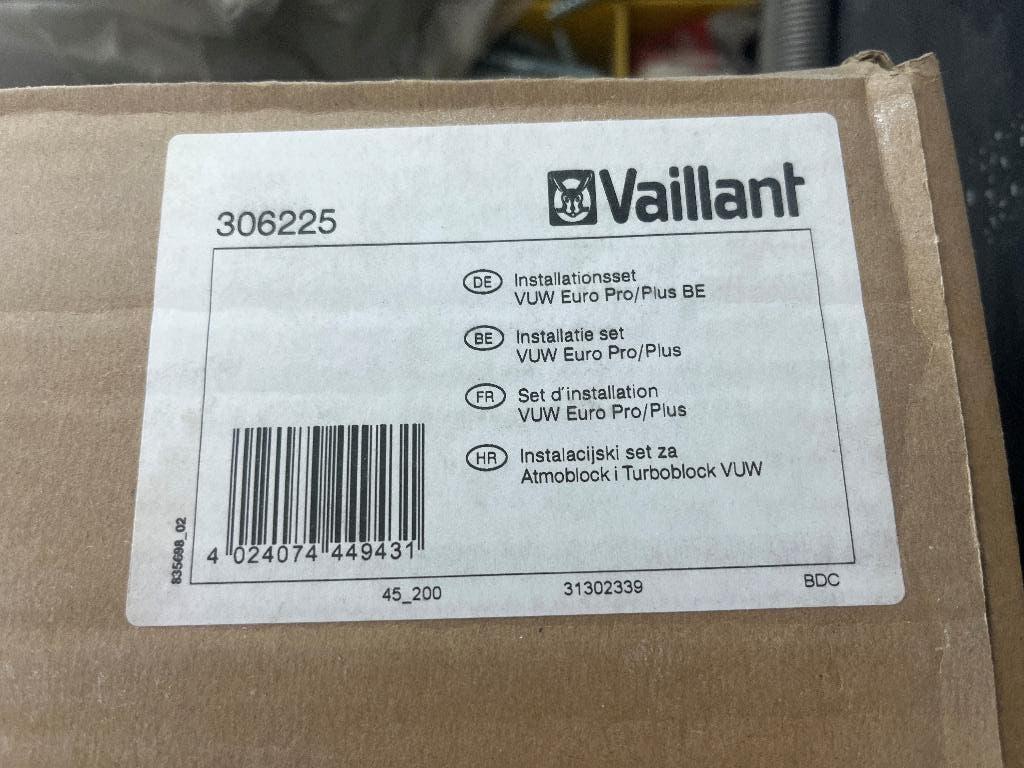 306225
Vaillant
DE Installationsset
VUW Euro Pro/Plus BE
BE Installatie set
VUW Euro Pro/Plus
FR Set d'installation
VUW Euro Pro/Plus
HR Instalacijski set za
Atmoblock i Turboblock VUW
835698_02
4 024074 449431
45_200 31302339 BDC